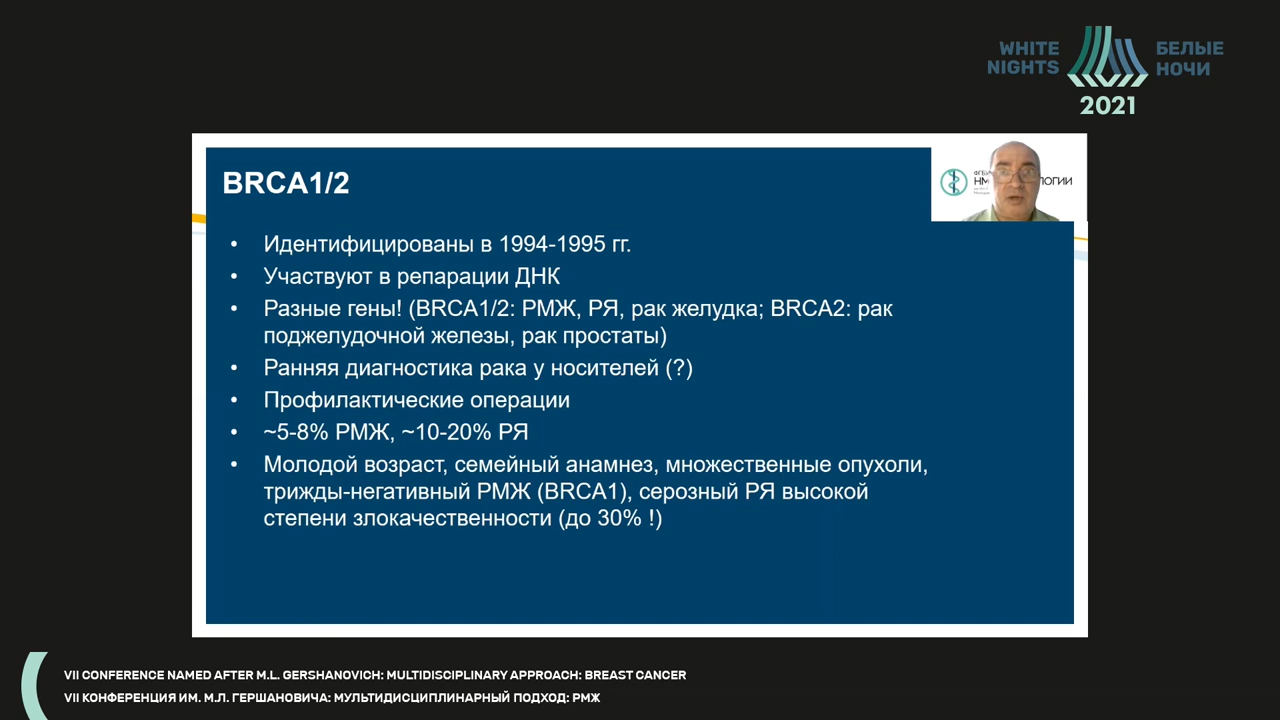 WHITE NIGHTS
БЕЛЫЕ НОЧИ
2021
BRCA1/2
ФГБУ
НМ
ОЛОГИИ
• Идентифицированы в 1994-1995 гг.
• Участвуют в репарации ДНК
• Разные гены! (BRCA1/2: РМЖ, РЯ, рак желудка; BRCA2: рак
поджелудочной железы, рак простаты)
• Ранняя диагностика рака у носителей (?)
• Профилактические операции
• ~5-8% РМЖ, ~10-20% РЯ
• Молодой возраст, семейный анамнез, множественные опухоли,
трижды-негативный РМЖ (BRCA1), серозный РЯ высокой
степени злокачественности (до 30% !)
VII CONFERENCE NAMED AFTER M.L. GERSHANOVICH: MULTIDISCIPLINARY APPROACH: BREAST CANCER
VII КОНФЕРЕНЦИЯ ИМ. М.Л. ГЕРШАНОВИЧА: МУЛЬТИДИСЦИПЛИНАРНЫЙ ПОДХОД: РМЖ